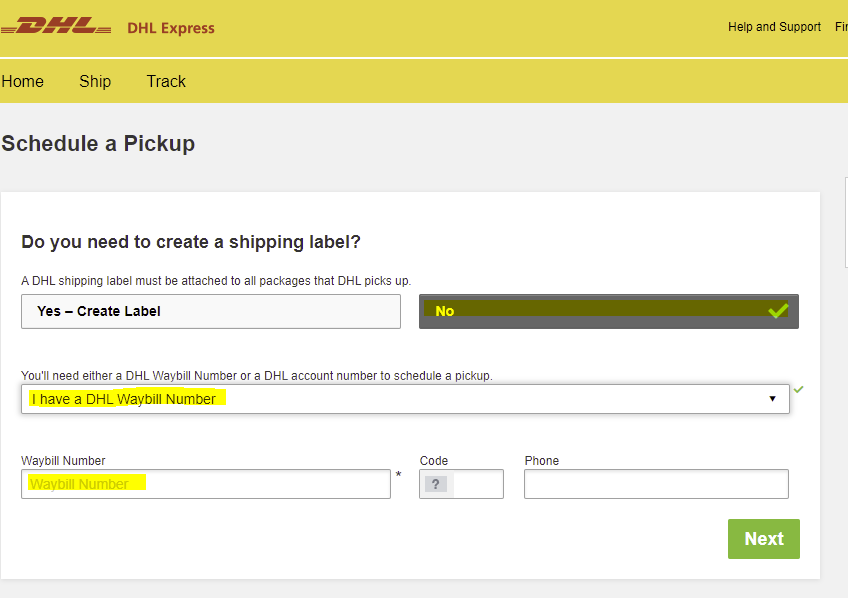 DHL DHL Express Help and Support
Home Ship Track
Schedule a Pickup
Do you need to create a shipping label?
A DHL shipping label must be attached to all packages that DHL picks up.
Yes – Create Label No
You'll need either a DHL Waybill Number or a DHL account number to schedule a pickup.
I have a DHL Waybill Number
Waybill Number Code Phone
Waybill Number * ?
Next